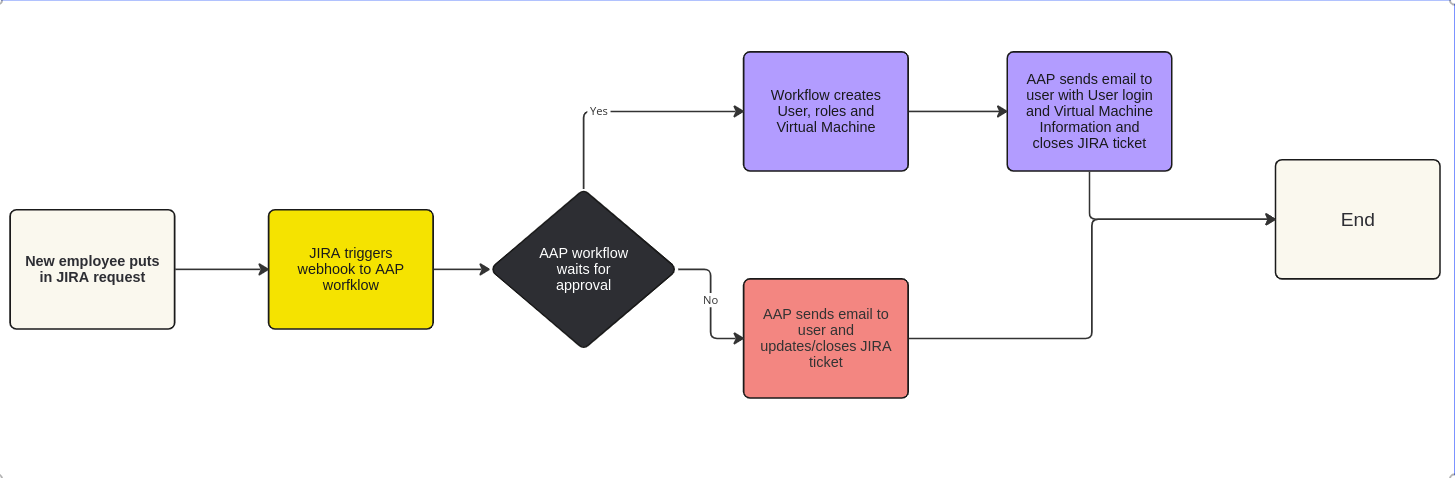 New employee puts
in JIRA request
JIRA triggers
webhook to AAP
worfklow
AAP workflow
waits for
approval
Yes
Workflow creates
User, roles and
Virtual Machine
AAP sends email to
user with User login
and Virtual Machine
Information and
closes JIRA ticket
No
AAP sends email to
user and
updates/closes JIRA
ticket
End